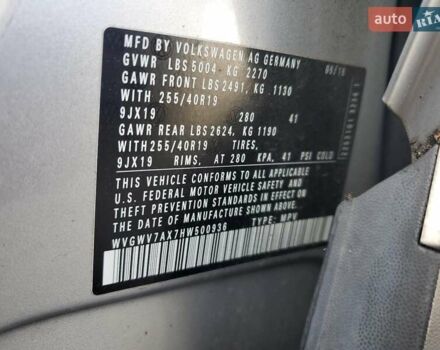 AUTO
RIA
MFD BY VOLKSWAGEN AG GERMANY
GVWR LBS 5004 - KG 2270 06/16
GAWR FRONT LBS 2491, KG 1130
WITH 255/40R19
9JX19 280 41
GAWR REAR LBS 2624, KG 1190
WITH 255/40R19 TIRES,
9JX19 RIMS, AT 280 KPA, 41 PSI COLD
THIS VEHICLE CONFORMS TO ALL APPLICABLE
U.S. FEDERAL MOTOR VEHICLE SAFETY AND
THEFT PREVENTION STANDARDS IN EFFECT ON
THE DATE OF MANUFACTURE SHOWN ABOVE
WVGWV7AX7HW500936 TYPE: MPV